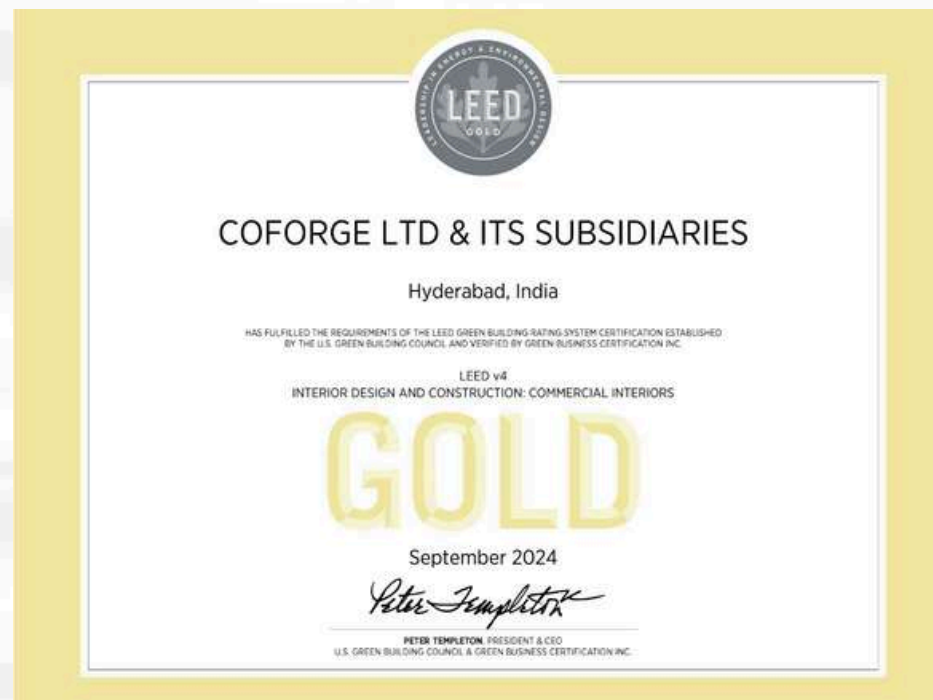 LEADERSHIP IN ENERGY & ENVIRONMENTAL DESIGN
LEED
GOLD
COFORGE LTD & ITS SUBSIDIARIES
Hyderabad, India
HAS FULFILLED THE REQUIREMENTS OF THE LEED GREEN BUILDING RATING SYSTEM CERTIFICATION ESTABLISHED
BY THE U.S. GREEN BUILDING COUNCIL AND VERIFIED BY GREEN BUSINESS CERTIFICATION INC.
LEED v4
INTERIOR DESIGN AND CONSTRUCTION: COMMERCIAL INTERIORS
GOLD
September 2024
Peter Templeton
PETER TEMPLETON, PRESIDENT & CEO
U.S. GREEN BUILDING COUNCIL & GREEN BUSINESS CERTIFICATION INC.